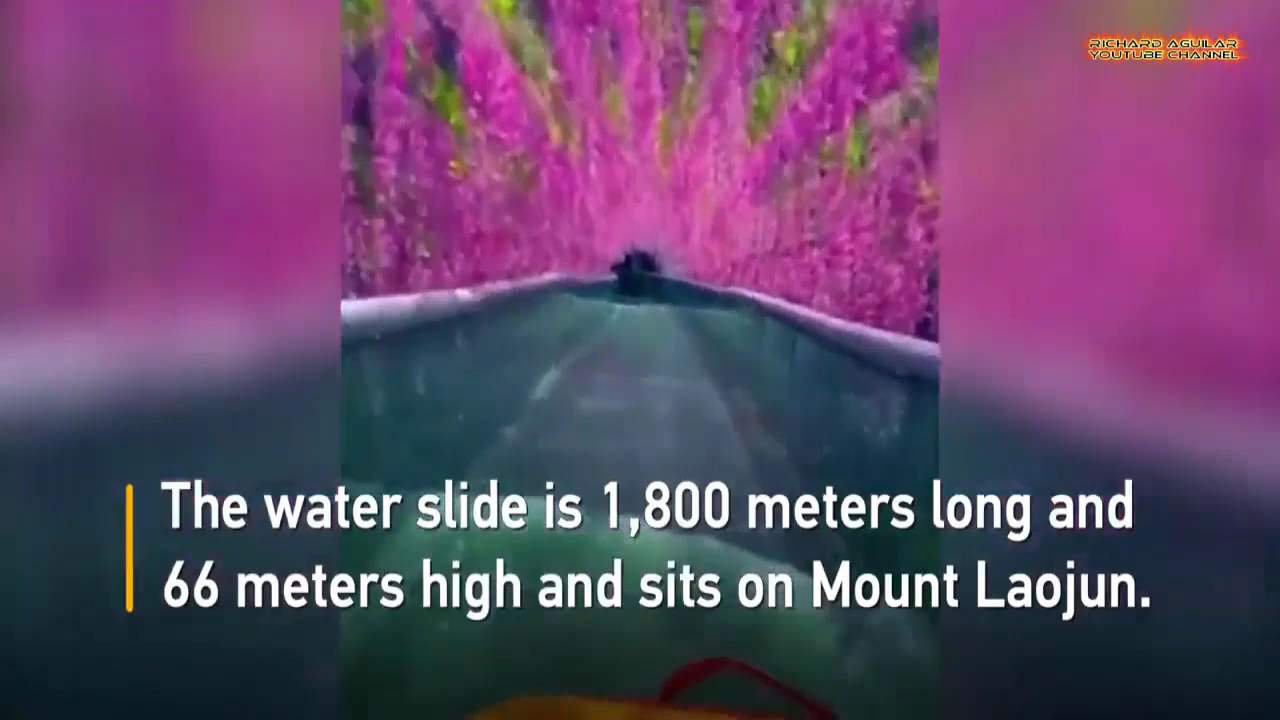 RICHARD AGUILAR
YOUTUBE CHANNEL
The water slide is 1,800 meters long and
66 meters high and sits on Mount Laojun.